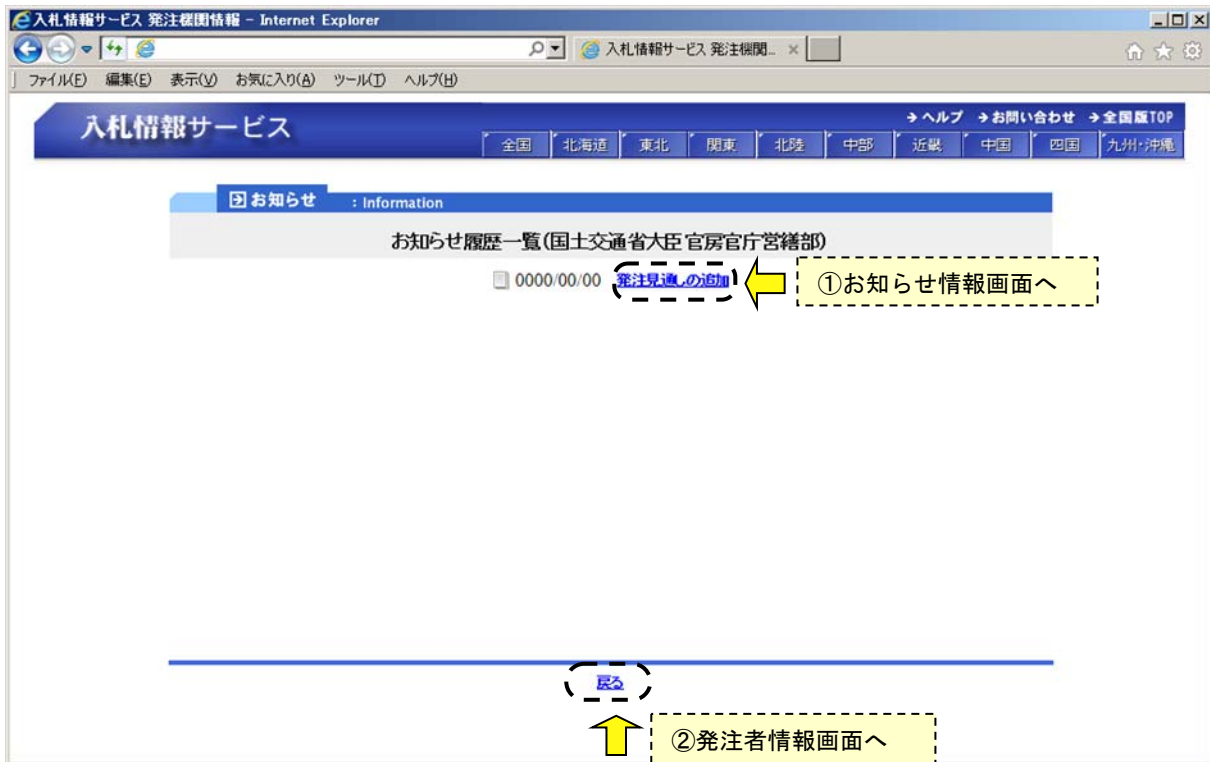 入札情報サービス 発注機関情報 - Internet Explorer
入札情報サービス 発注機関... ×
ファイル(F) 編集(E) 表示(V) お気に入り(A) ツール(T) ヘルプ(H)
入札情報サービス
ヘルプ お問い合わせ 全国版TOP
全国 北海道 東北 関東 北陸 中部 近畿 中国 四国 九州・沖縄
お知らせ : Information
お知らせ履歴一覧(国土交通省大臣官房官庁営繕部)
0000/00/00 発注見通しの追加
①お知らせ情報画面へ
戻る
②発注者情報画面へ